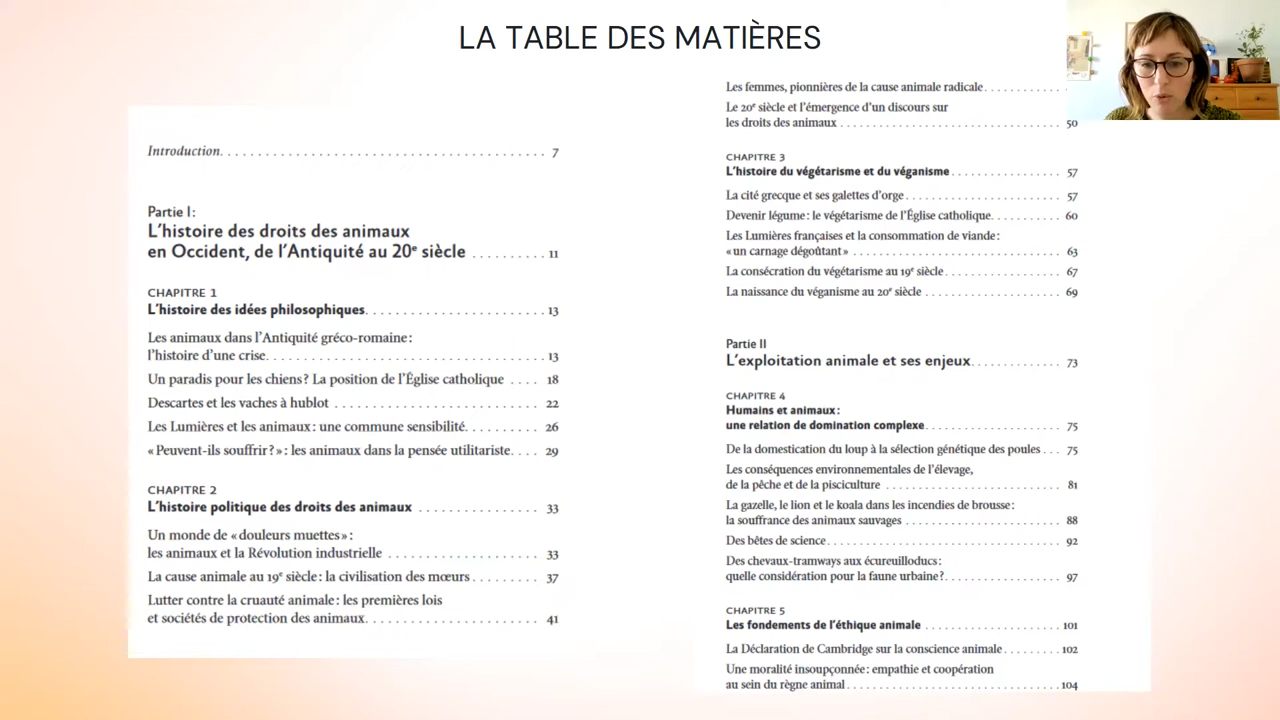 LA TABLE DES MATIÈRES
Introduction. . . . . . . . . . . . . . . . . . . . . . . . . . . . . . . . . . . . . . . . 7
Partie I :
L’histoire des droits des animaux
en Occident, de l’Antiquité au 20e siècle . . . . . . . . . . 11
CHAPITRE 1
L’histoire des idées philosophiques. . . . . . . . . . . . . . . . . . . . . . . 13
Les animaux dans l’Antiquité gréco-romaine :
l’histoire d’une crise. . . . . . . . . . . . . . . . . . . . . . . . . . . . . . . . . . . 13
Un paradis pour les chiens ? La position de l’Église catholique . . . . 18
Descartes et les vaches à hublot . . . . . . . . . . . . . . . . . . . . . . . . . . . 22
Les Lumières et les animaux : une commune sensibilité. . . . . . . . . 26
« Peuvent-ils souffrir ? » : les animaux dans la pensée utilitariste. . . . 29
CHAPITRE 2
L’histoire politique des droits des animaux . . . . . . . . . . . . . . . . 33
Un monde de « douleurs muettes » :
les animaux et la Révolution industrielle . . . . . . . . . . . . . . . . . . . . 33
La cause animale au 19e siècle : la civilisation des mœurs . . . . . . . . . 37
Lutter contre la cruauté animale : les premières lois
et sociétés de protection des animaux. . . . . . . . . . . . . . . . . . . . . . 41
Les femmes, pionnières de la cause animale radicale . . . . . . . . . .
Le 20e siècle et l’émergence d’un discours sur
les droits des animaux . . . . . . . . . . . . . . . . . . . . . . . . . . . . . . . 50
CHAPITRE 3
L’histoire du végétarisme et du véganisme . . . . . . . . . . . . . . . 57
La cité grecque et ses galettes d’orge . . . . . . . . . . . . . . . . . . . . . . 57
Devenir légume : le végétarisme de l’Église catholique. . . . . . . . . . 60
Les Lumières françaises et la consommation de viande :
« un carnage dégoûtant » . . . . . . . . . . . . . . . . . . . . . . . . . . . . . 63
La consécration du végétarisme au 19e siècle . . . . . . . . . . . . . . . . 67
La naissance du véganisme au 20e siècle . . . . . . . . . . . . . . . . . . . 69
Partie II
L’exploitation animale et ses enjeux. . . . . . . . . . . . . 73
CHAPITRE 4
Humains et animaux :
une relation de domination complexe. . . . . . . . . . . . . . . . . . . 75
De la domestication du loup à la sélection génétique des poules . . . 75
Les conséquences environnementales de l’élevage,
de la pêche et de la pisciculture . . . . . . . . . . . . . . . . . . . . . . . . . 81
La gazelle, le lion et le koala dans les incendies de brousse :
la souffrance des animaux sauvages . . . . . . . . . . . . . . . . . . . . . . 88
Des bêtes de science. . . . . . . . . . . . . . . . . . . . . . . . . . . . . . . . . 92
Des chevaux-tramways aux écureuilloducs :
quelle considération pour la faune urbaine ?. . . . . . . . . . . . . . . . 97
CHAPITRE 5
Les fondements de l’éthique animale . . . . . . . . . . . . . . . . . . . 101
La Déclaration de Cambridge sur la conscience animale. . . . . . . . . 102
Une moralité insoupçonnée : empathie et coopération
au sein du règne animal . . . . . . . . . . . . . . . . . . . . . . . . . . . . . . 104